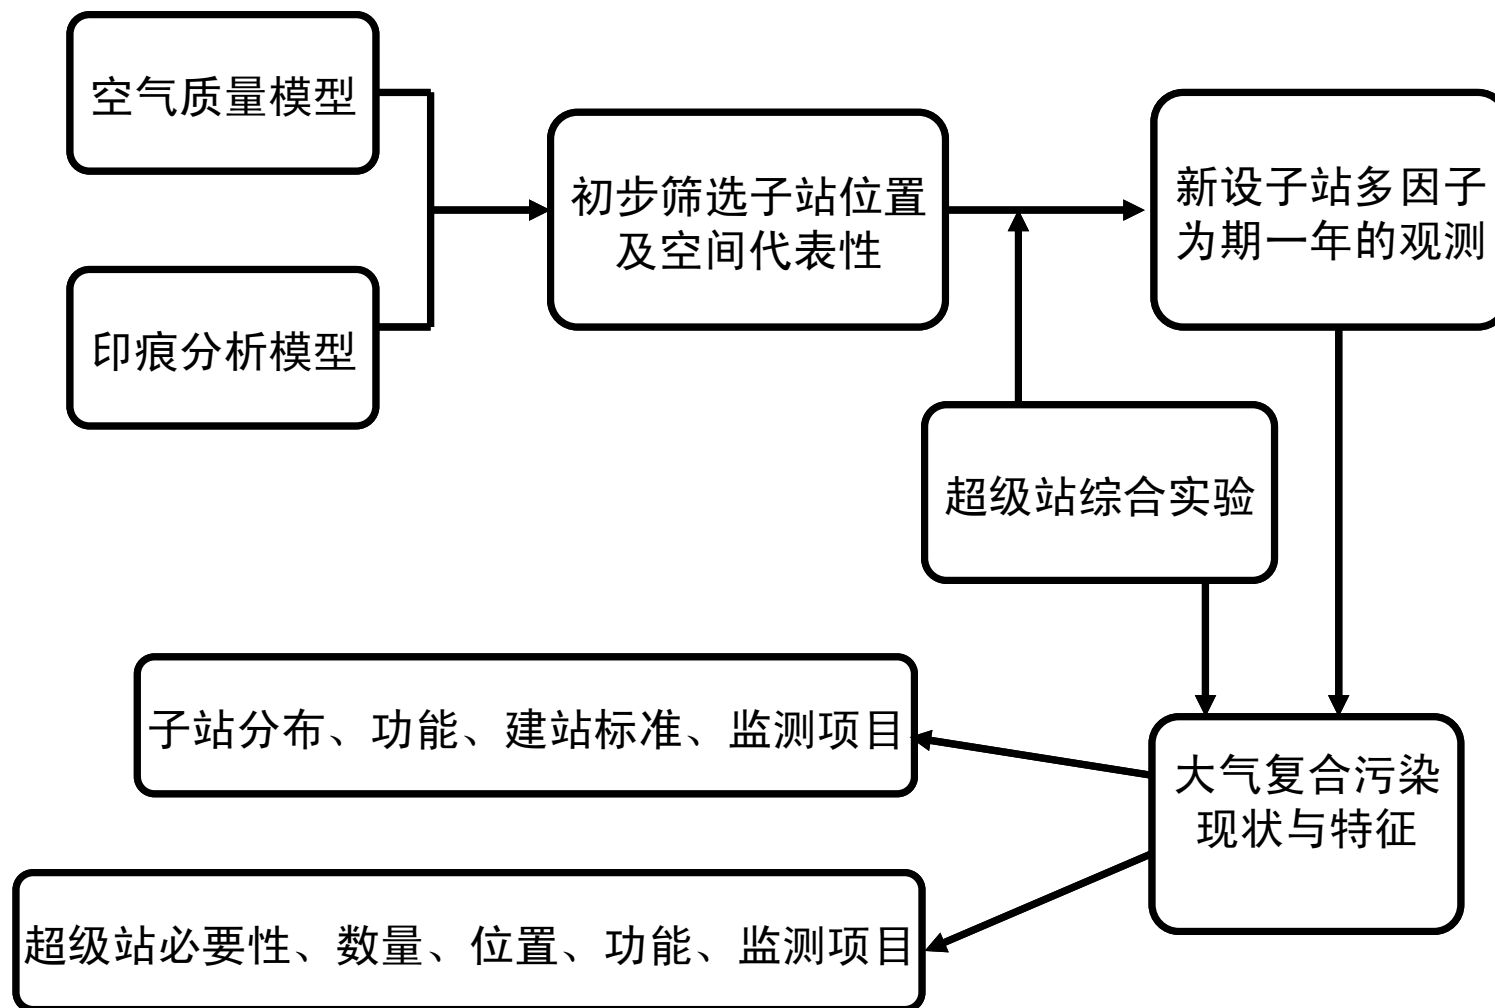 空气质量模型
印痕分析模型
初步筛选子站位置
及空间代表性
新设子站多因子
为期一年的观测
超级站综合实验
大气复合污染
现状与特征
子站分布、功能、建站标准、监测项目
超级站必要性、数量、位置、功能、监测项目